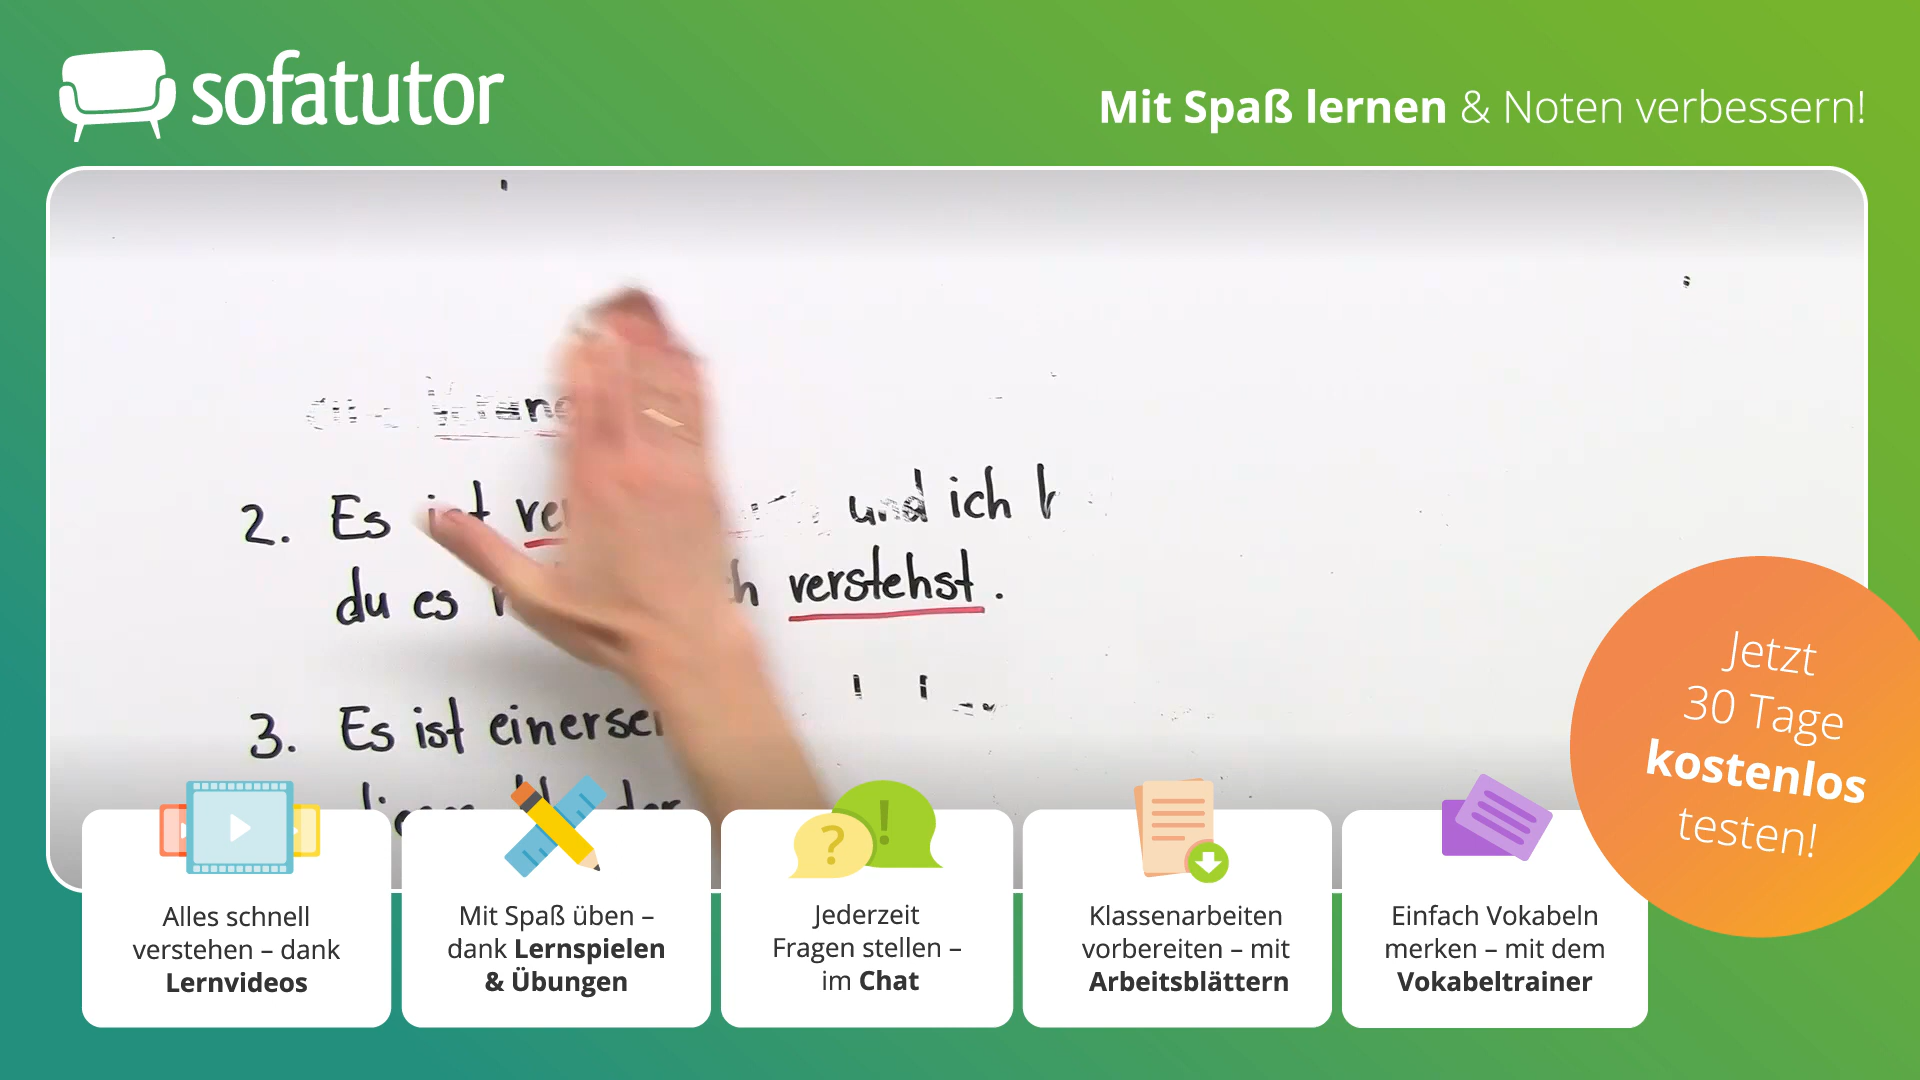 sofatutor
Mit Spaß lernen & Noten verbessern!
2. Es ist und ich
du es verstehst.
3. Es ist
Jetzt
30 Tage
kostenlos
testen!
Alles schnell
verstehen – dank
Lernvideos
Mit Spaß üben –
dank Lernspielen
& Übungen
?
!
Jederzeit
Fragen stellen –
im Chat
Klassenarbeiten
vorbereiten – mit
Arbeitsblättern
Einfach Vokabeln
merken – mit dem
Vokabeltrainer